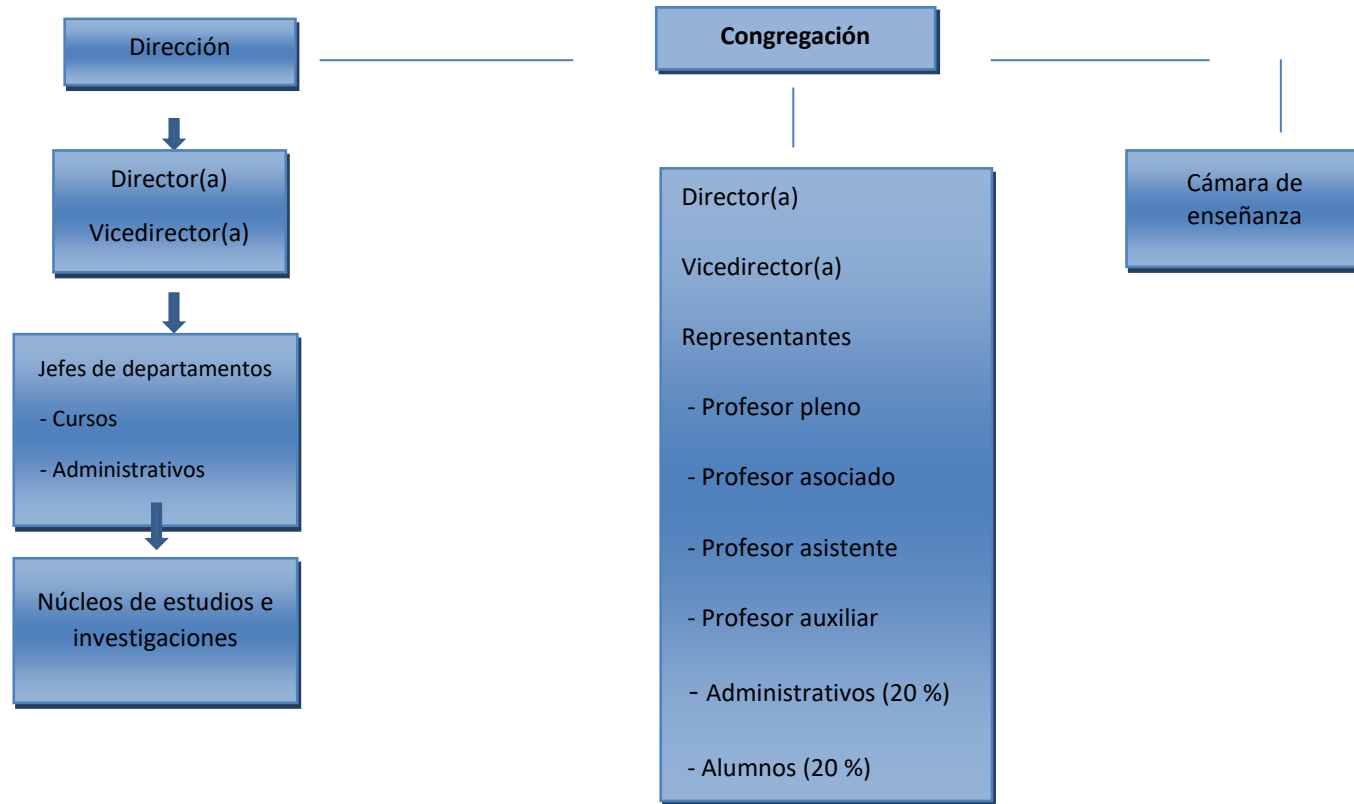 Dirección
Congregación
Director(a)
Vicedirector(a)
Jefes de departamentos
- Cursos
- Administrativos
Núcleos de estudios e
investigaciones
Director(a)
Vicedirector(a)
Representantes
- Profesor pleno
- Profesor asociado
- Profesor asistente
- Profesor auxiliar
- Administrativos (20 %)
- Alumnos (20 %)
Cámara de
enseñanza